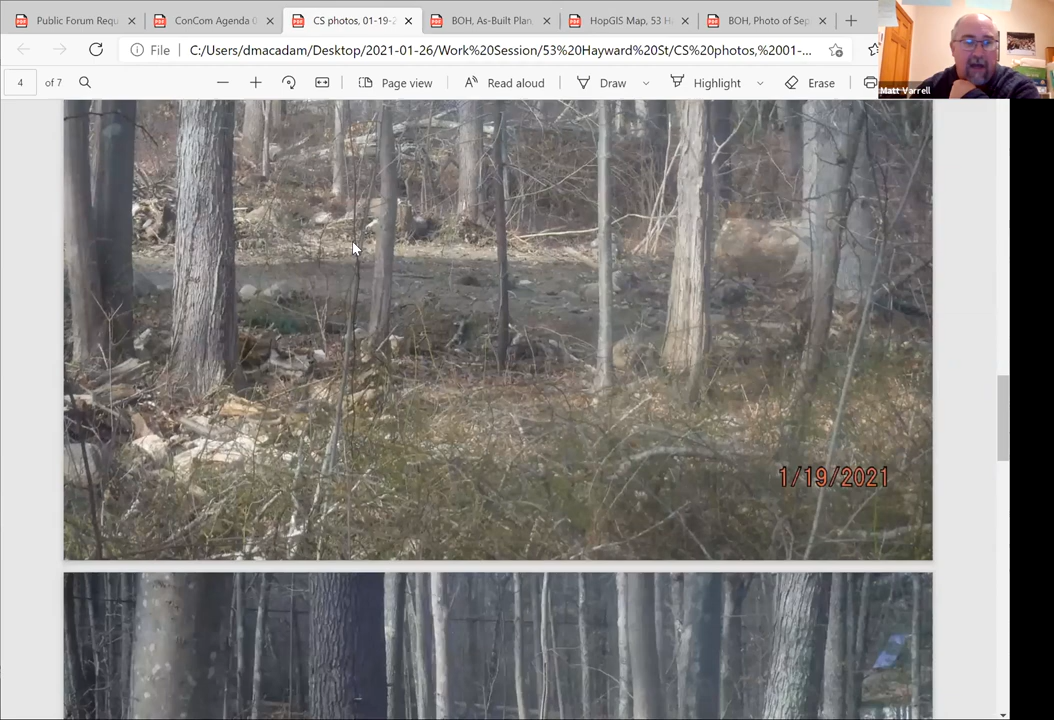 Public Forum Requ
ConCom Agenda 0
CS photos, 01-19-2
BOH, As-Built Plan,
HopGIS Map, 53 H
BOH, Photo of Sep
File
C:/Users/dmacadam/Desktop/2021-01-26/Work%20Session/53%20Hayward%20St/CS%20photos,%2001-...
4 of 7
Page view
Read aloud
Draw
Highlight
Erase
Matt Varrell
1/19/2021